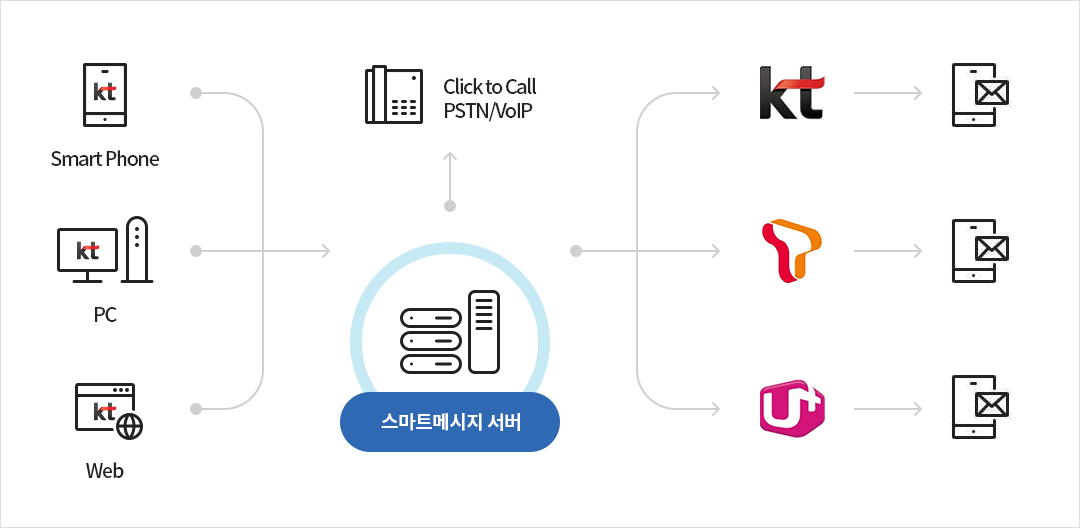 kt
Smart Phone
kt
PC
kt
Web
Click to Call
PSTN/VoIP
스마트메시지 서버
kt
T
U+